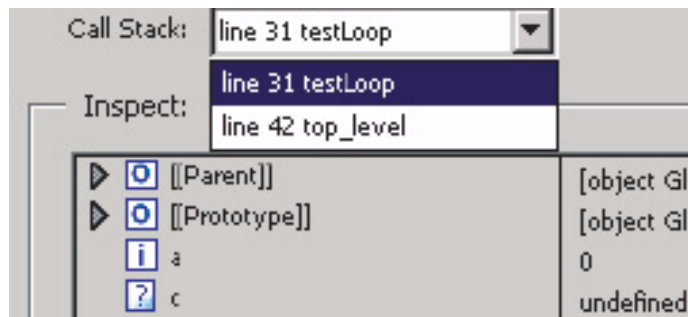 Call Stack: line 31 testLoop
line 31 testLoop
Inspect:
line 42 top_level
O [[Parent]] [object Gl
O [[Prototype]] [object Gl
i a 0
? c undefined